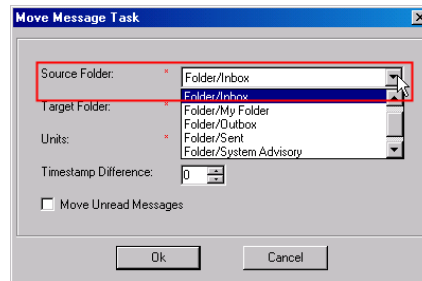 Move Message Task
Source Folder: * Folder/Inbox
Folder/Inbox
Target Folder: * Folder/My Folder
Folder/Outbox
Units: * Folder/Sent
Folder/System Advisory
Timestamp Difference: 0
Move Unread Messages
Ok Cancel